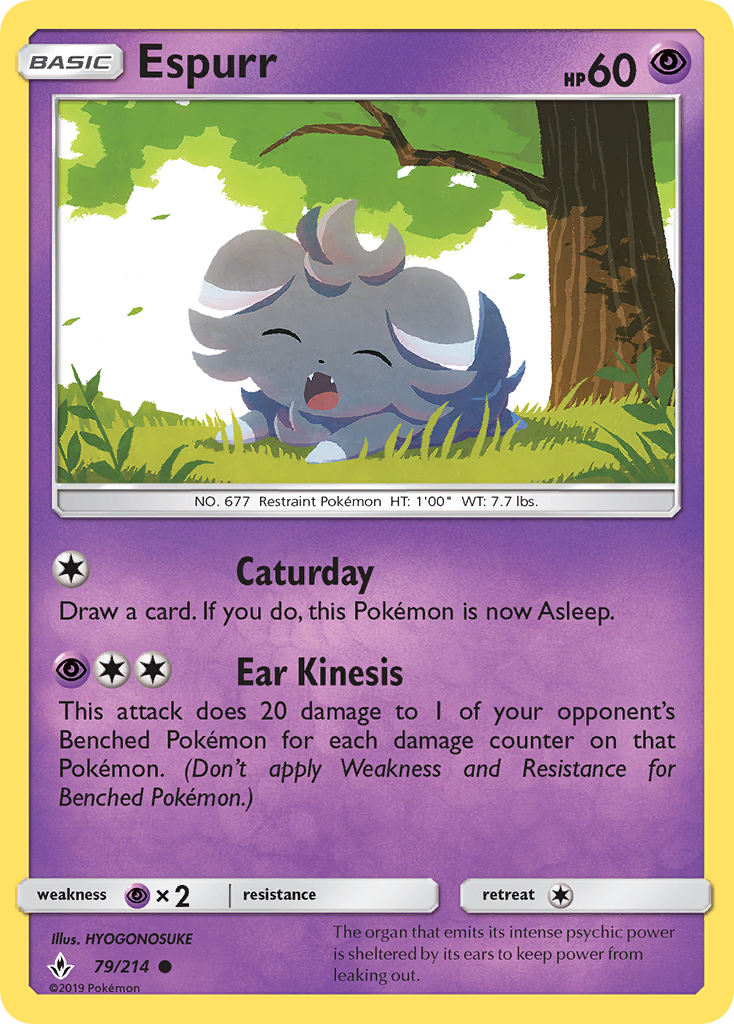 BASIC Espurr HP60
NO. 677 Restraint Pokémon HT: 1'00" WT: 7.7 lbs.
Caturday
Draw a card. If you do, this Pokémon is now Asleep.
Ear Kinesis
This attack does 20 damage to 1 of your opponent's
Benched Pokémon for each damage counter on that
Pokémon. (Don't apply Weakness and Resistance for
Benched Pokémon.)
weakness ×2 resistance retreat
Illus. HYOGONOSUKE
79/214
©2019 Pokémon
The organ that emits its intense psychic power
is sheltered by its ears to keep power from
leaking out.